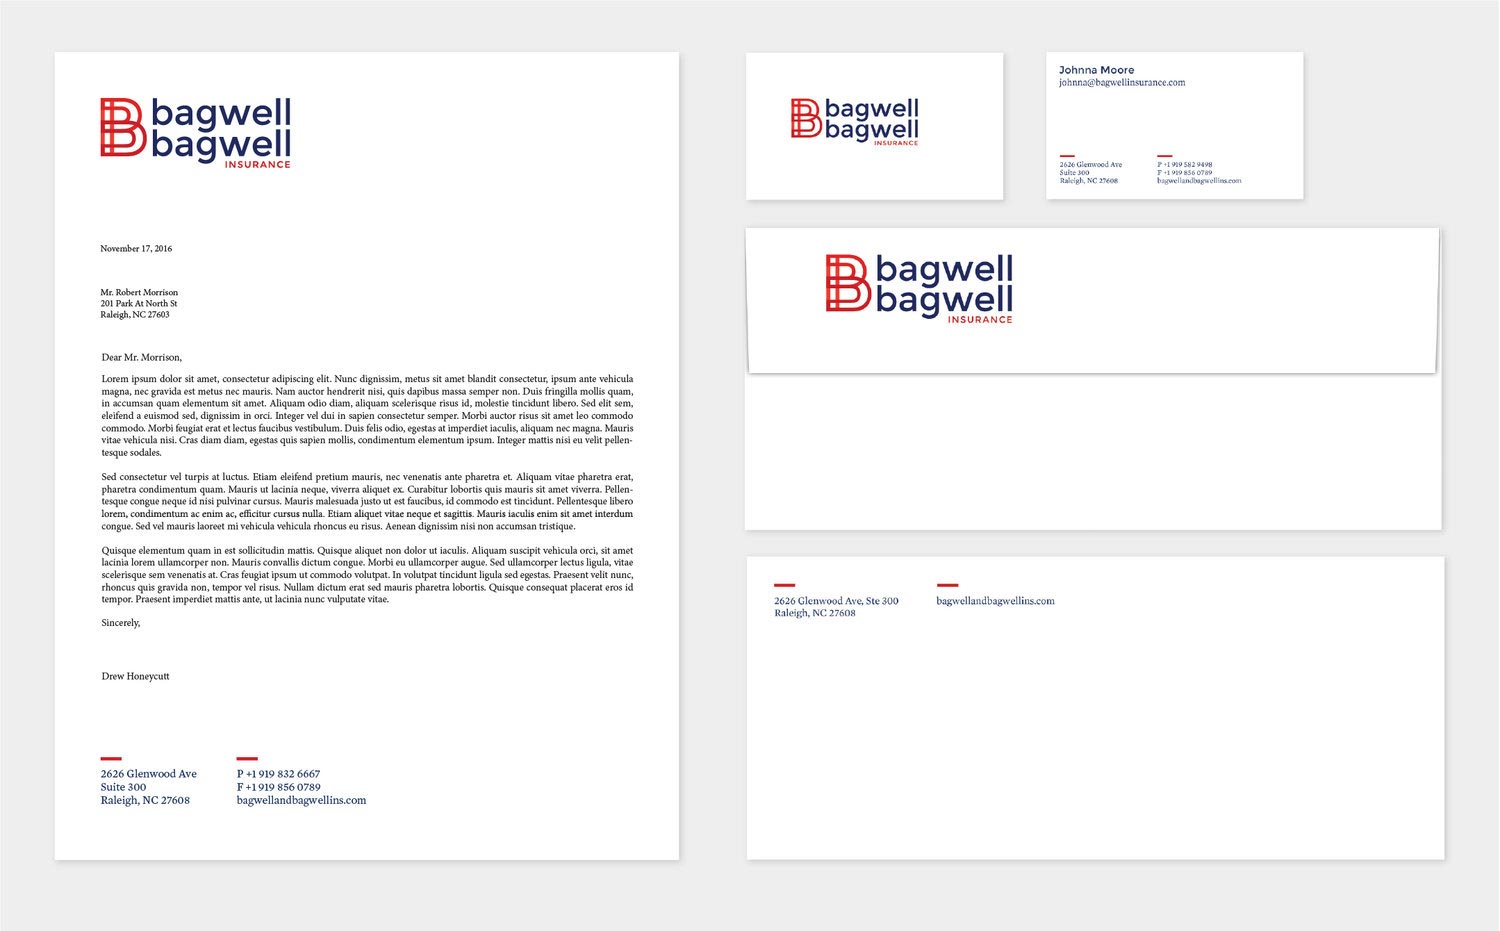 bagwell
bagwell
INSURANCE
November 17, 2016
Mr. Robert Morrison
201 Park At North St
Raleigh, NC 27603
Dear Mr. Morrison,
Lorem ipsum dolor sit amet, consectetur adipiscing elit. Nunc dignissim, metus sit amet blandit consectetur, ipsum ante vehicula
magna, nec gravida est metus nec mauris. Nam auctor hendrerit nisi, quis dapibus massa semper non. Duis fringilla mollis quam,
in accumsan quam elementum sit amet. Aliquam odio diam, aliquam scelerisque risus id, molestie tincidunt libero. Sed elit sem,
eleifend a euismod sed, dignissim in orci. Integer vel dui in sapien consectetur semper. Morbi auctor risus sit amet leo commodo
commodo. Morbi feugiat erat et lectus faucibus vestibulum. Duis felis odio, egestas at imperdiet iaculis, aliquam nec magna. Mauris
vitae vehicula nisi. Cras diam diam, egestas quis sapien mollis, condimentum elementum ipsum. Integer mattis nisi eu velit pellen-
tesque sodales.
Sed consectetur vel turpis at luctus. Etiam eleifend pretium mauris, nec venenatis ante pharetra et. Aliquam vitae pharetra erat,
pharetra condimentum quam. Mauris ut lacinia neque, viverra aliquet ex. Curabitur lobortis quis mauris sit amet viverra. Pellen-
tesque congue neque id nisi pulvinar cursus. Mauris malesuada justo ut est faucibus, id commodo est tincidunt. Pellentesque libero
lorem, condimentum ac enim ac, efficitur cursus nulla. Etiam aliquet vitae neque et sagittis. Mauris iaculis enim sit amet interdum
congue. Sed vel mauris laoreet mi vehicula vehicula rhoncus eu risus. Aenean dignissim nisi non accumsan tristique.
Quisque elementum quam in est sollicitudin mattis. Quisque aliquet non dolor ut iaculis. Aliquam suscipit vehicula orci, sit amet
lacinia lorem ullamcorper non. Mauris convallis dictum congue. Morbi eu ullamcorper augue. Sed ullamcorper lectus ligula, vitae
scelerisque sem venenatis at. Cras feugiat ipsum ut commodo volutpat. In volutpat tincidunt ligula sed egestas. Praesent velit nunc,
rhoncus quis gravida non, tempor vel risus. Nullam dictum erat sed mauris pharetra lobortis. Quisque consequat placerat eros id
tempor. Praesent imperdiet mattis ante, ut lacinia nunc vulputate vitae.
Sincerely,
Drew Honeycutt
2626 Glenwood Ave
Suite 300
Raleigh, NC 27608
P +1 919 832 6667
F +1 919 856 0789
bagwellandbagwellins.com
bagwell
bagwell
INSURANCE
Johnna Moore
johnna@bagwellinsurance.com
2626 Glenwood Ave
Suite 300
Raleigh, NC 27608
P +1 919 582 9498
F +1 919 856 0789
bagwellandbagwellins.com
bagwell
bagwell
INSURANCE
2626 Glenwood Ave, Ste 300
Raleigh, NC 27608
bagwellandbagwellins.com